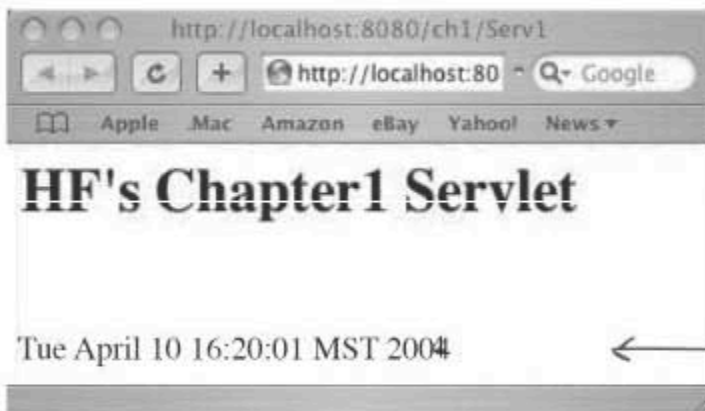 http://localhost:8080/ch1/Serv1
http://localhost:80
Google
Apple Mac Amazon eBay Yahoo! News
HF's Chapter1 Servlet
Tue April 10 16:20:01 MST 2004